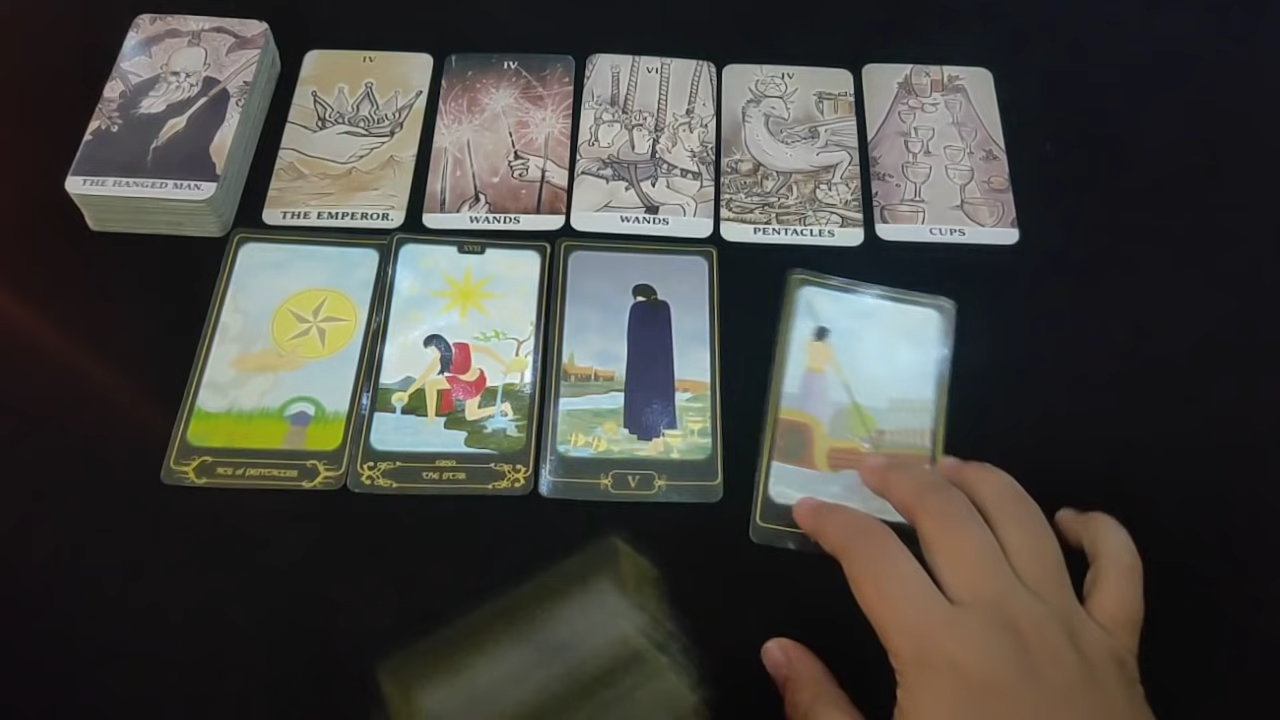 THE HANGED MAN.
IV
THE EMPEROR.
IV
WANDS
VI
WANDS
IV
PENTACLES
CUPS
ACE of PENTACLES
XVII
THE STAR
V